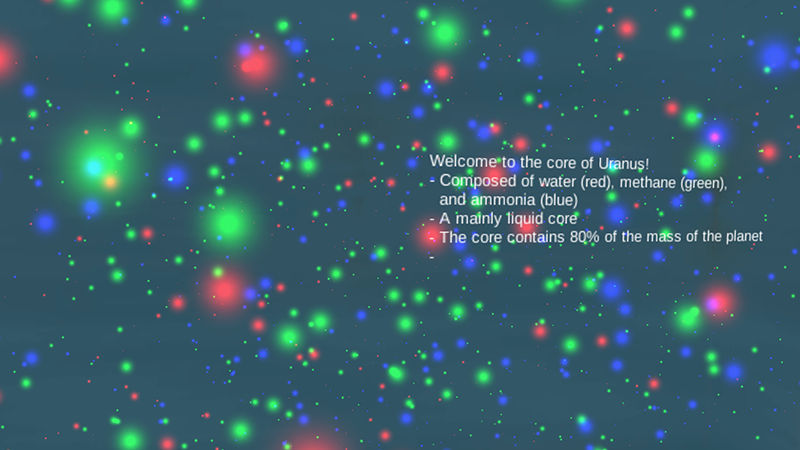 Welcome to the core of Uranus!
- Composed of water (red), methane (green),
and ammonia (blue)
- A mainly liquid core
- The core contains 80% of the mass of the planet
-